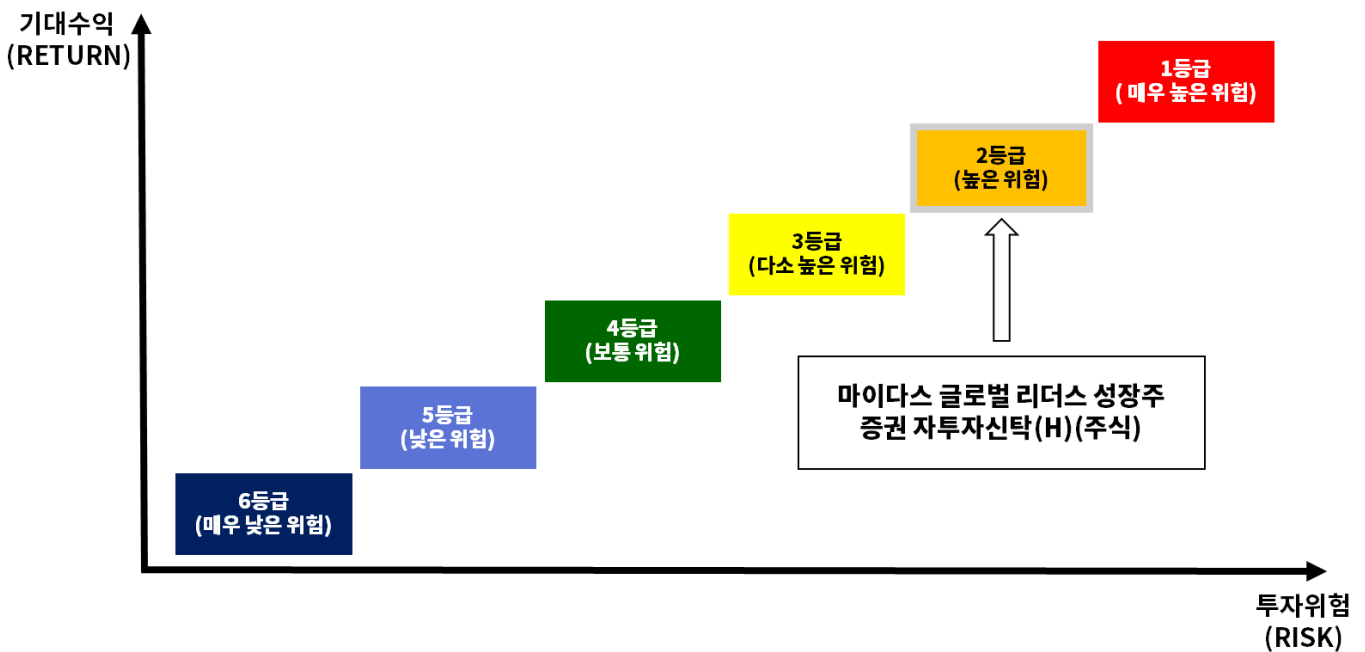 기대수익
(RETURN)
1등급
( 매우 높은 위험)
2등급
(높은 위험)
3등급
(다소 높은 위험)
4등급
(보통 위험)
5등급
(낮은 위험)
6등급
(매우 낮은 위험)
마이다스 글로벌 리더스 성장주
증권 자투자신탁(H)(주식)
투자위험
(RISK)